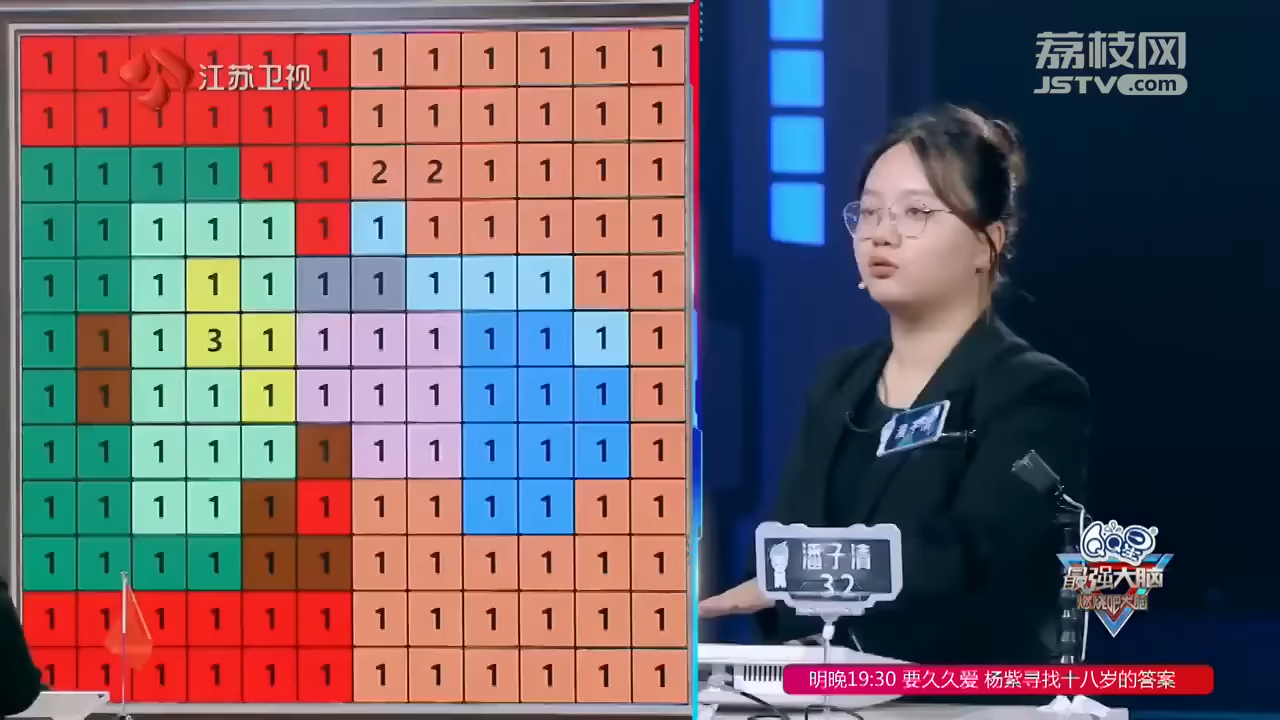 1 1 1 1 1 1 1 1 1 1 1 1
江苏卫视
1 1 1 1 1 1 1 1 1 1 1 1
1 1 1 1 1 1 2 2 1 1 1 1
1 1 1 1 1 1 1 1 1 1 1 1
1 1 1 1 1 1 1 1 1 1 1 1
1 1 1 3 1 1 1 1 1 1 1 1
1 1 1 1 1 1 1 1 1 1 1 1
1 1 1 1 1 1 1 1 1 1 1 1
1 1 1 1 1 1 1 1 1 1 1 1
1 1 1 1 1 1 1 1 1 1 1 1
1 1 1 1 1 1 1 1 1 1 1 1
1 1 1 1 1 1 1 1 1 1 1 1
荔枝网
JSTV.com
潘子清
32
QQ星
最强大脑
燃烧吧大脑
明晚19:30 要久久爱 杨紫寻找十八岁的答案